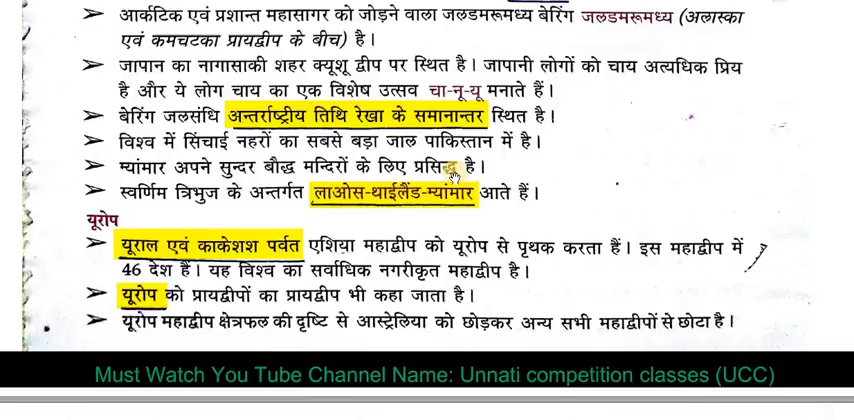 ➢ आर्कटिक एवं प्रशान्त महासागर को जोड़ने वाला जलडमरूमध्य बेरिंग जलडमरूमध्य (अलास्का
एवं कमचटका प्रायद्वीप के बीच) है।
➢ जापान का नागासाकी शहर क्यूशू द्वीप पर स्थित है। जापानी लोगों को चाय अत्यधिक प्रिय
है और ये लोग चाय का एक विशेष उत्सव चा-नू-यू मनाते हैं।
➢ बेरिंग जलसंधि अन्तर्राष्ट्रीय तिथि रेखा के समानान्तर स्थित है।
➢ विश्व में सिंचाई नहरों का सबसे बड़ा जाल पाकिस्तान में है।
➢ म्यांमार अपने सुन्दर बौद्ध मन्दिरों के लिए प्रसिद्ध है।
➢ स्वर्णिम त्रिभुज के अन्तर्गत लाओस-थाईलैंड-म्यांमार आते हैं।
यूरोप
➢ यूराल एवं काकेशश पर्वत एशिया महाद्वीप को यूरोप से पृथक करता हैं। इस महाद्वीप में
46 देश हैं। यह विश्व का सर्वाधिक नगरीकृत महाद्वीप है।
➢ यूरोप को प्रायद्वीपों का प्रायद्वीप भी कहा जाता है।
➢ यूरोप महाद्वीप क्षेत्रफल की दृष्टि से आस्ट्रेलिया को छोड़कर अन्य सभी महाद्वीपों से छोटा है।
Must Watch You Tube Channel Name: Unnati competition classes (UCC)